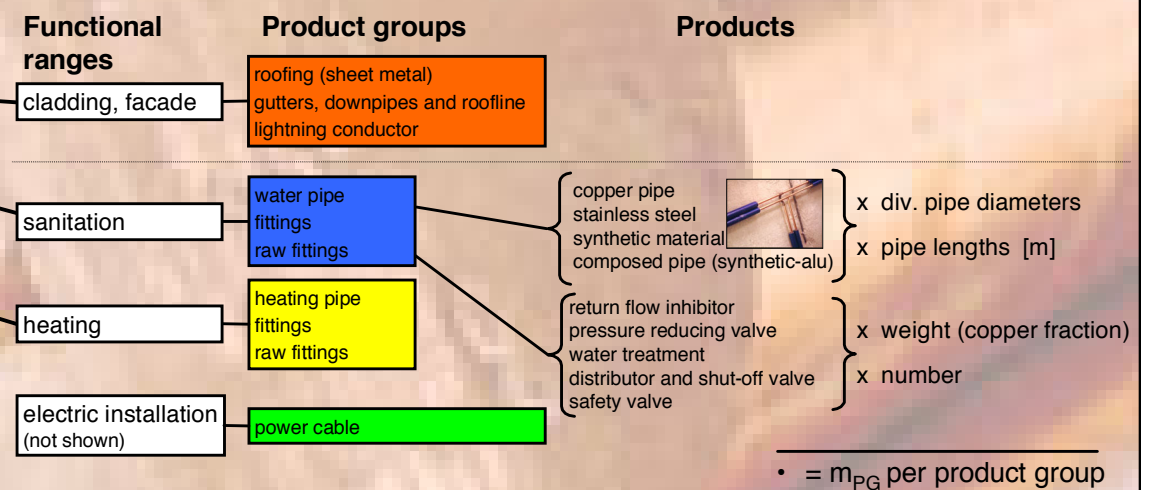 Functional
ranges
Product groups
Products
cladding, facade
roofing (sheet metal)
gutters, downpipes and roofline
lightning conductor
sanitation
water pipe
fittings
raw fittings
copper pipe
stainless steel
synthetic material
composed pipe (synthetic-alu)
x div. pipe diameters
x pipe lengths [m]
heating
heating pipe
fittings
raw fittings
return flow inhibitor
pressure reducing valve
water treatment
distributor and shut-off valve
safety valve
x weight (copper fraction)
x number
electric installation
(not shown)
power cable
• = mPG per product group